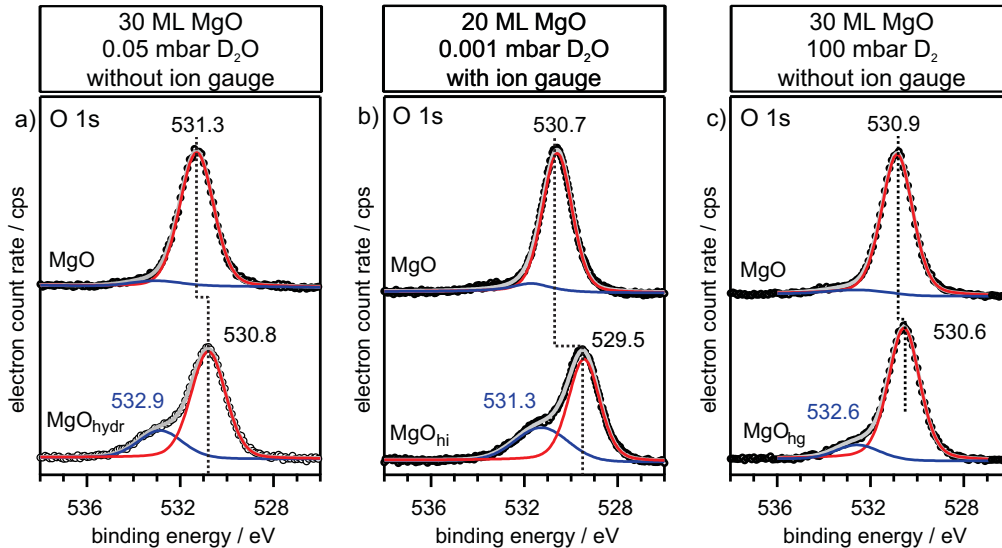 30 ML MgO
0.05 mbar D₂O
without ion gauge
20 ML MgO
0.001 mbar D₂O
with ion gauge
30 ML MgO
100 mbar D₂
without ion gauge
a)
O 1s
531.3
MgO
530.8
532.9
MgO_hydr
electron count rate / cps
536 532 528
binding energy / eV
b)
O 1s
530.7
MgO
529.5
531.3
MgO_hi
electron count rate / cps
536 532 528
binding energy / eV
c)
O 1s
530.9
MgO
530.6
532.6
MgO_hg
electron count rate / cps
536 532 528
binding energy / eV